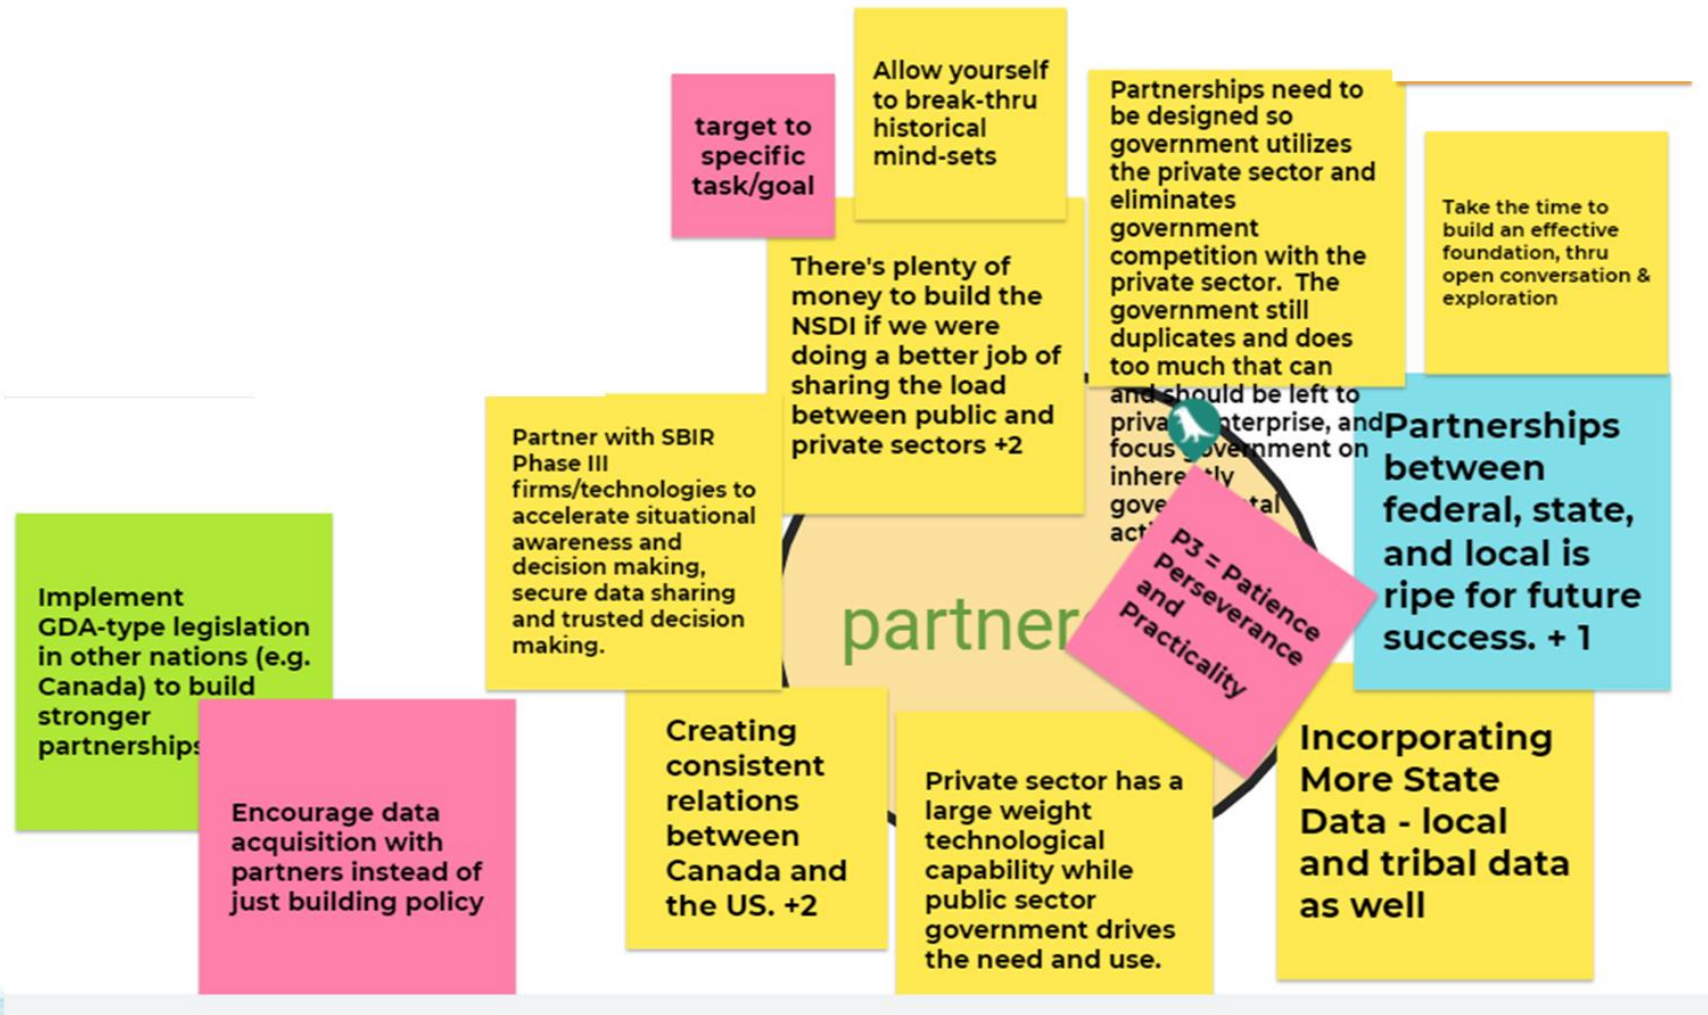 target to
specific
task/goal
Allow yourself
to break-thru
historical
mind-sets
Partnerships need to
be designed so
government utilizes
the private sector and
eliminates
government
competition with the
private sector. The
government still
duplicates and does
too much that can
and should be left to
enterprise, and
focus on
Take the time to
build an effective
foundation, thru
open conversation &
exploration
There's plenty of
money to build the
NSDI if we were
doing a better job of
sharing the load
between public and
private sectors +2
Partner with SBIR
Phase III
firms/technologies to
accelerate situational
awareness and
decision making,
secure data sharing
and trusted decision
making.
Partnerships
between
federal, state,
and local is
ripe for future
success. + 1
Implement
GDA-type legislation
in other nations (e.g.
Canada) to build
stronger
partnerships
P3 = Patience
Perseverance
and
Practicality
Encourage data
acquisition with
partners instead of
just building policy
Creating
consistent
relations
between
Canada and
the US. +2
Private sector has a
large weight
technological
capability while
public sector
government drives
the need and use.
Incorporating
More State
Data - local
and tribal data
as well